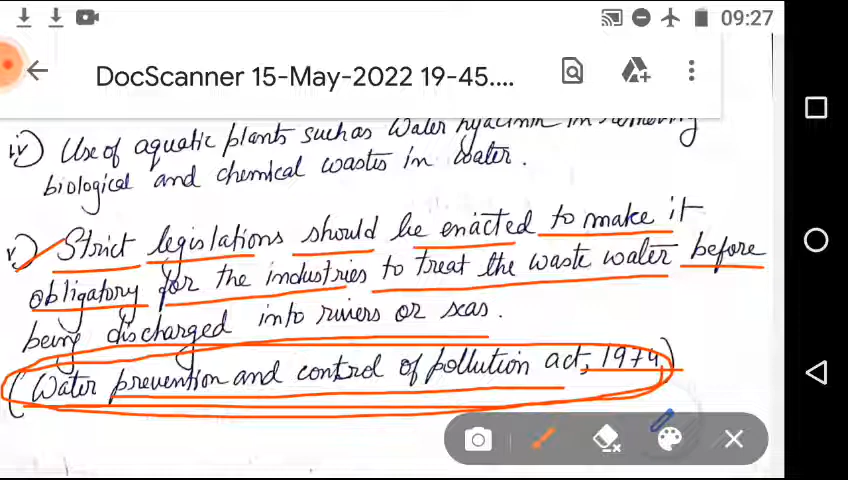 09:27
DocScanner 15-May-2022 19-45....
iv) Use of aquatic plants such as Water hyacinth in removing
biological and chemical wastes in water.
v) Strict legislations should be enacted to make it
obligatory for the industries to treat the waste water before
being discharged into rivers or seas.
(Water prevention and control of pollution act, 1974)